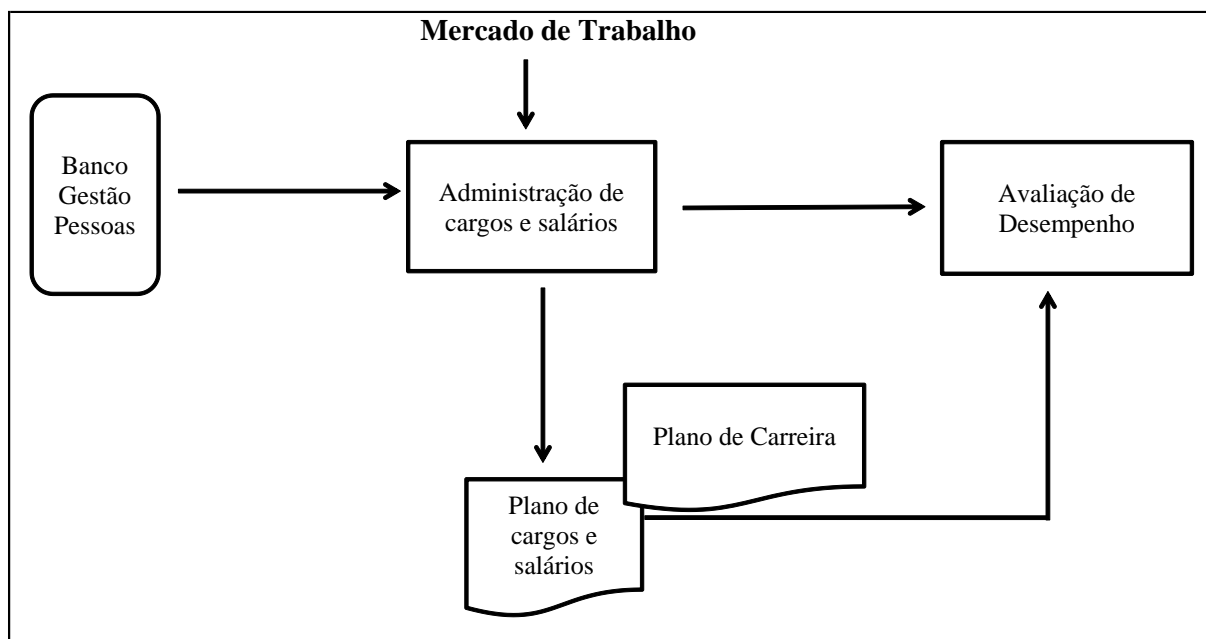 Mercado de Trabalho
Banco
Gestão
Pessoas
Administração de
cargos e salários
Avaliação de
Desempenho
Plano de Carreira
Plano de
cargos e
salários